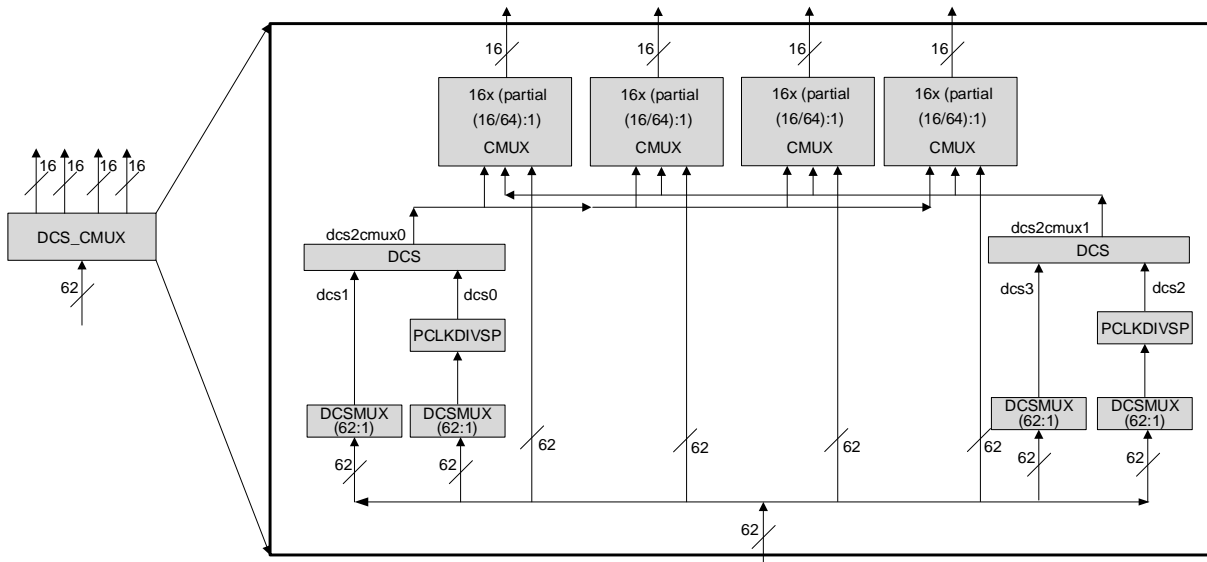 16 16 16 16
16x (partial (16/64):1) CMUX
16x (partial (16/64):1) CMUX
16x (partial (16/64):1) CMUX
16x (partial (16/64):1) CMUX
16 16 16 16
DCS_CMUX
62
dcs2cmux0
DCS
dcs1
dcs0
PCLKDIVSP
DCSMUX (62:1)
DCSMUX (62:1)
62
62
62
62
62
62
dcs2cmux1
DCS
dcs3
dcs2
PCLKDIVSP
DCSMUX (62:1)
DCSMUX (62:1)
62
62
62